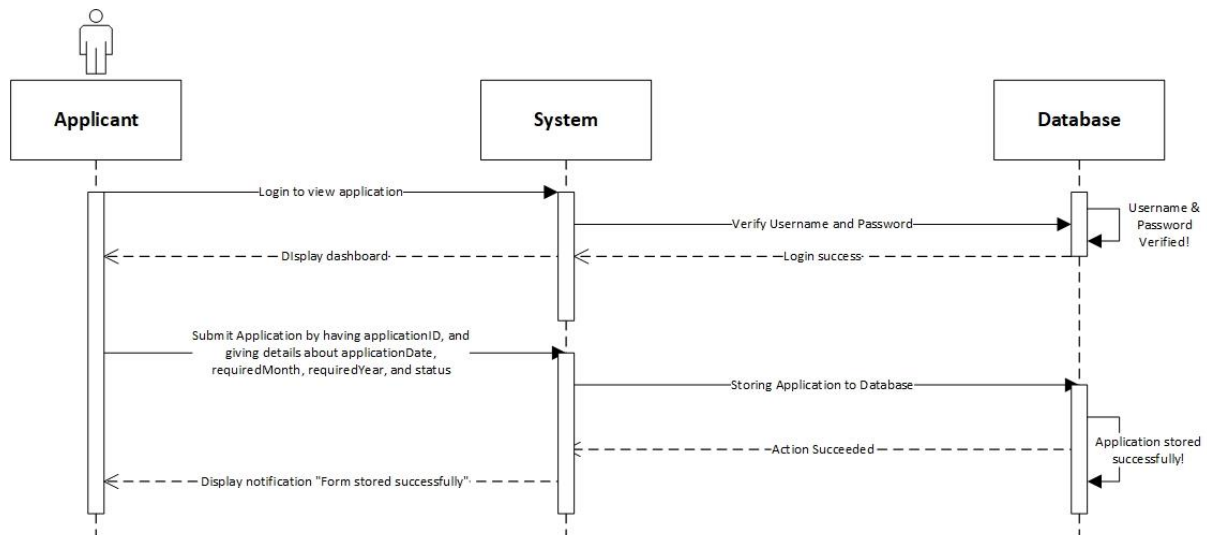 Applicant
System
Database
Login to view application
Verify Username and Password
Username &
Password
Verified!
DIsplay dashboard
Login success
Submit Application by having applicationID, and
giving details about applicationDate,
requiredMonth, requiredYear, and status
Storing Application to Database
Action Succeeded
Application stored
successfully!
Display notification "Form stored successfully"